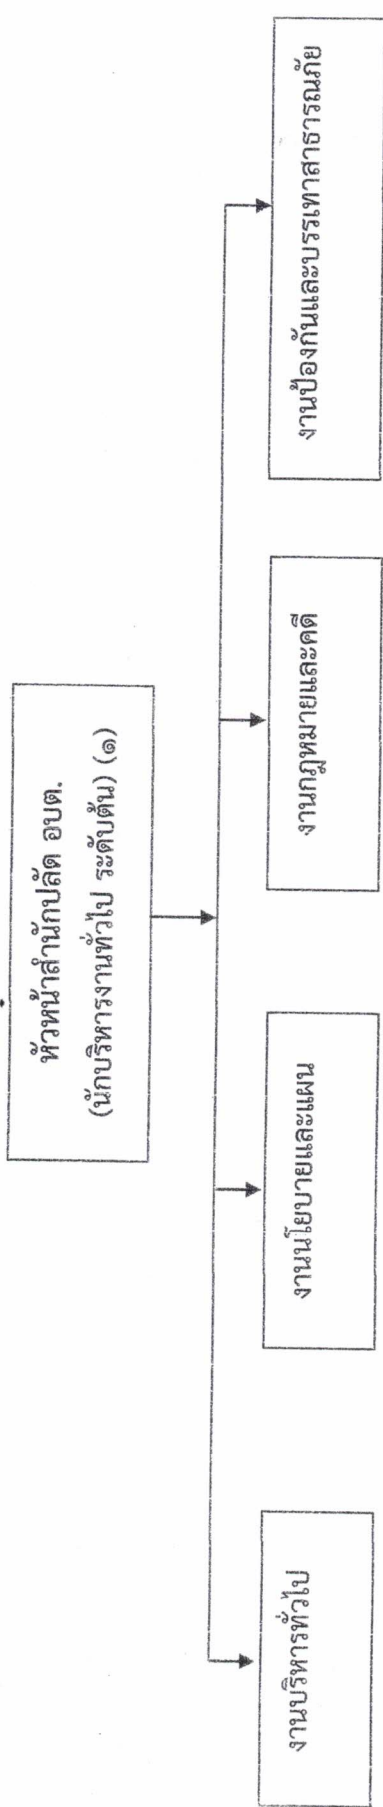 หัวหน้าสำนักปลัด อบต.
(นักบริหารงานทั่วไป ระดับต้น) (๑)
งานบริหารทั่วไป
งานนโยบายและแผน
งานกฎหมายและคดี
งานป้องกันและบรรเทาสาธารณภัย